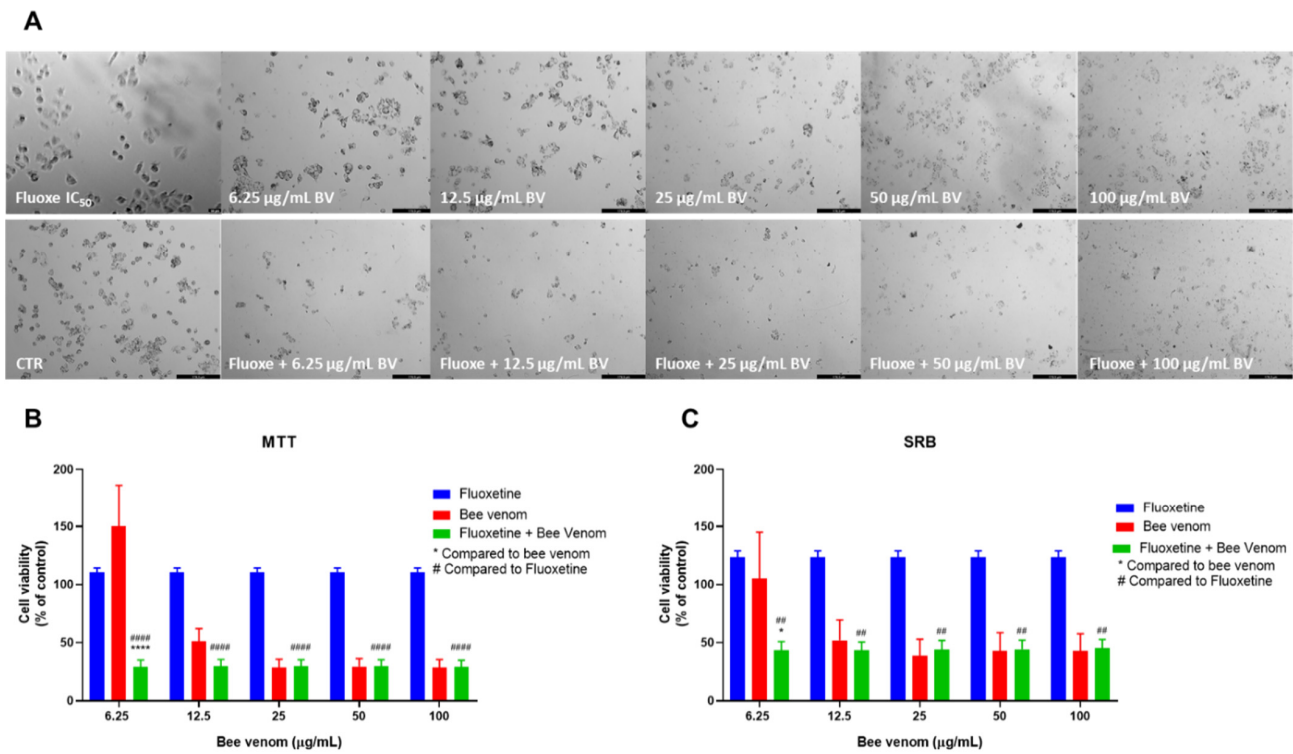 A
Fluoxe IC₅₀
6.25 µg/mL BV
12.5 µg/mL BV
25 µg/mL BV
50 µg/mL BV
100 µg/mL BV
CTR
Fluoxe + 6.25 µg/mL BV
Fluoxe + 12.5 µg/mL BV
Fluoxe + 25 µg/mL BV
Fluoxe + 50 µg/mL BV
Fluoxe + 100 µg/mL BV
B
MTT
Cell viability
(% of control)
200
150
100
50
0
####
****
####
####
####
####
6.25
12.5
25
50
100
Bee venom (µg/mL)
Fluoxetine
Bee venom
Fluoxetine + Bee Venom
* Compared to bee venom
# Compared to Fluoxetine
C
SRB
Cell viability
(% of control)
200
150
100
50
0
##
*
##
##
##
##
6.25
12.5
25
50
100
Bee venom (µg/mL)
Fluoxetine
Bee venom
Fluoxetine + Bee Venom
* Compared to bee venom
# Compared to Fluoxetine